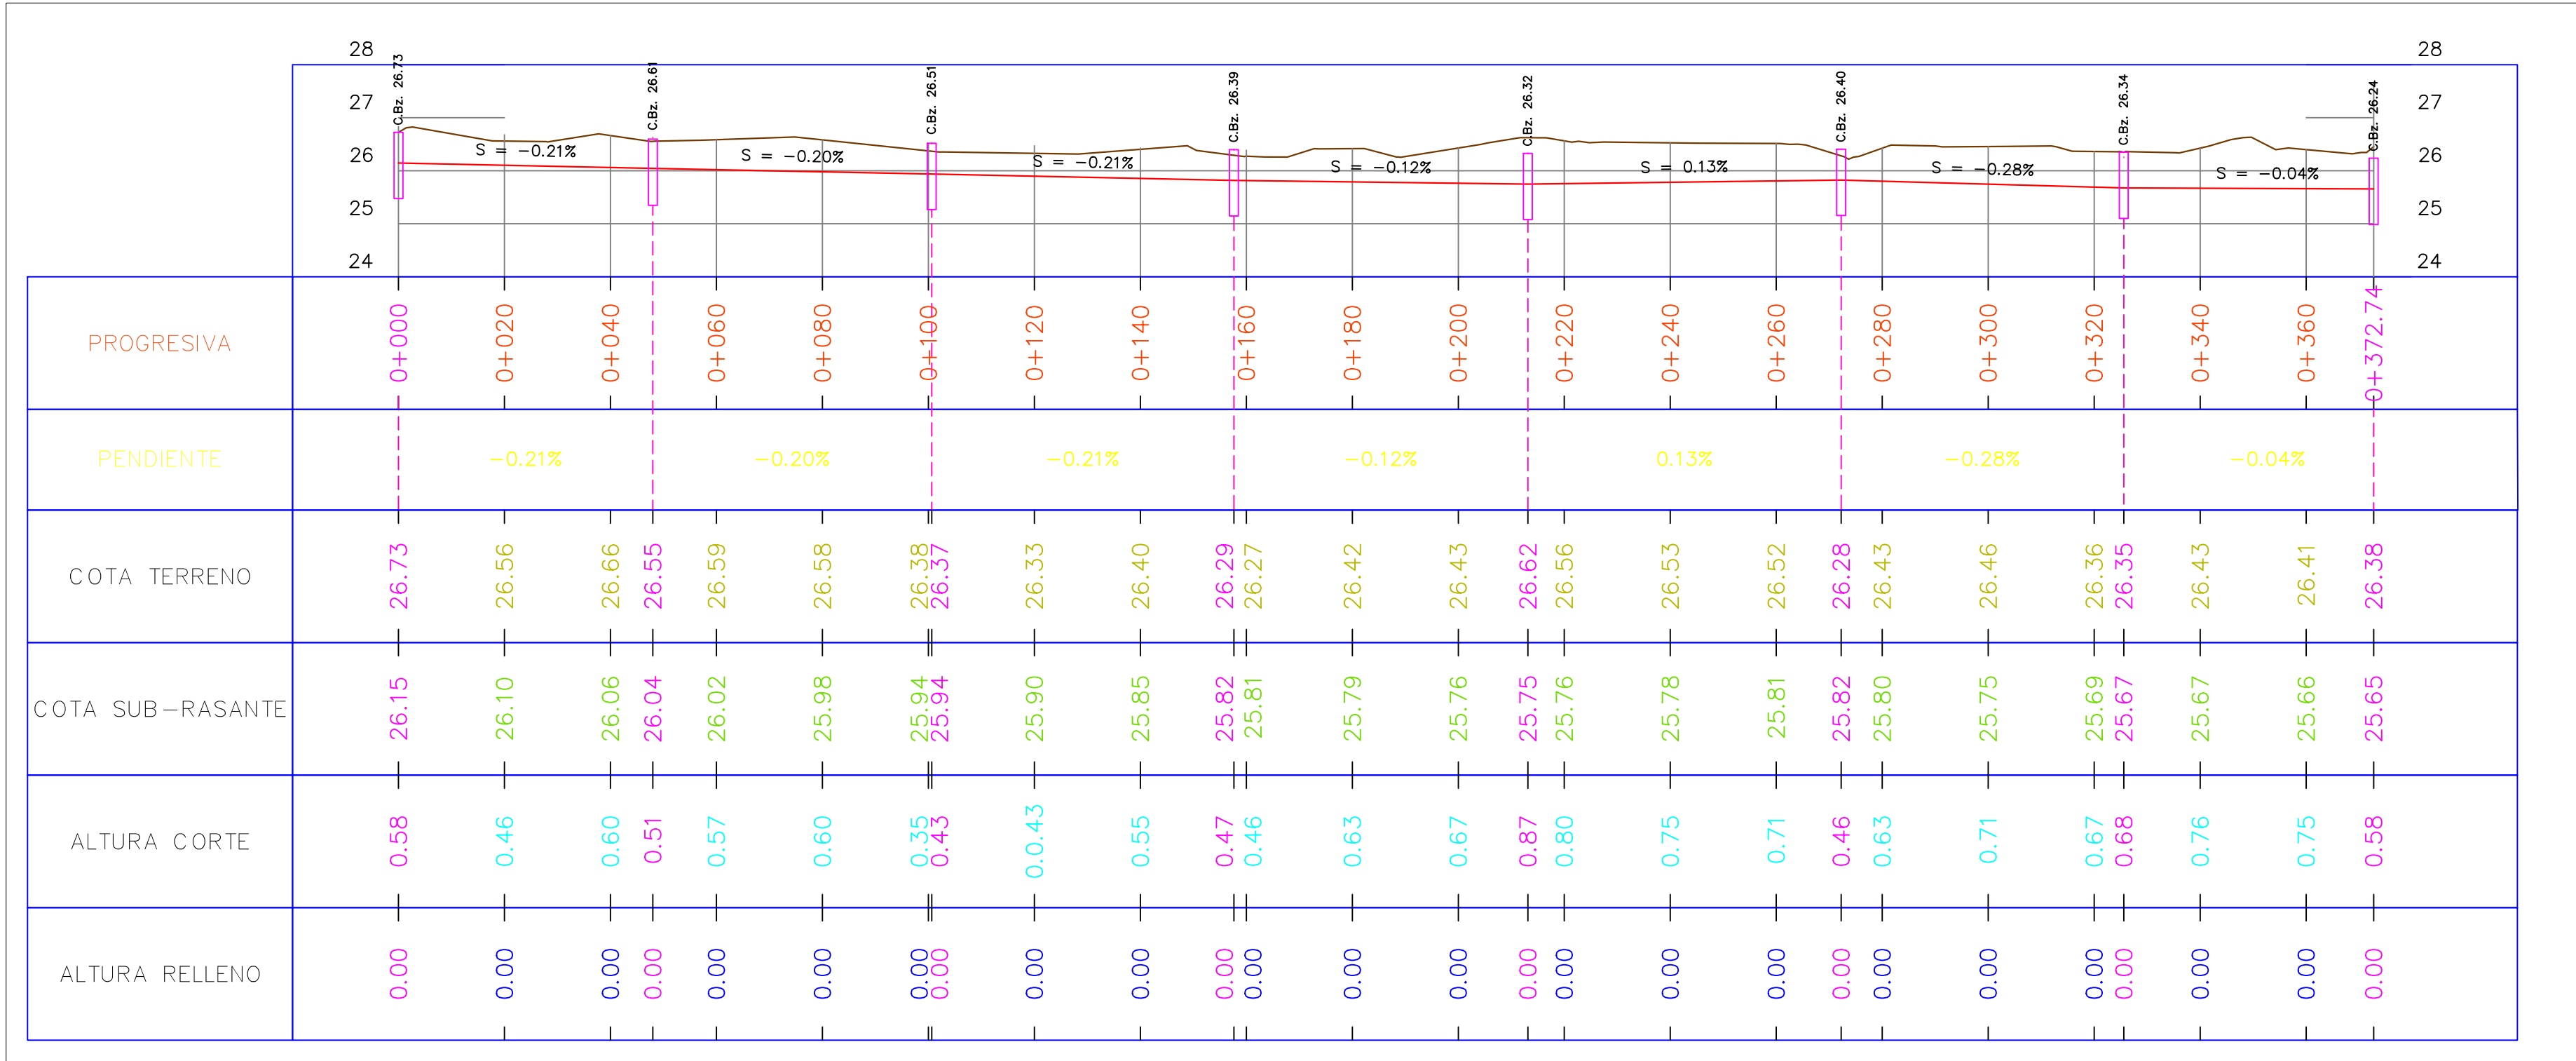 28 28
C.Bz. 26.73 C.Bz. 26.61 C.Bz. 26.51 C.Bz. 26.39 C.Bz. 26.32 C.Bz. 26.40 C.Bz. 26.34 C.Bz. 26.24
27 27
26 26
S = -0.21% S = -0.20% S = -0.21% S = -0.12% S = 0.13% S = -0.28% S = -0.04%
25 25
24 24
PROGRESIVA 0+000 0+020 0+040 0+060 0+080 0+100 0+120 0+140 0+160 0+180 0+200 0+220 0+240 0+260 0+280 0+300 0+320 0+340 0+360 0+372.74
PENDIENTE -0.21% -0.20% -0.21% -0.12% 0.13% -0.28% -0.04%
COTA TERRENO 26.73 26.56 26.66 26.55 26.59 26.58 26.38 26.37 26.33 26.40 26.29 26.27 26.42 26.43 26.62 26.56 26.53 26.52 26.28 26.43 26.46 26.36 26.35 26.43 26.41 26.38
COTA SUB-RASANTE 26.15 26.10 26.06 26.04 26.02 25.98 25.94 25.94 25.90 25.85 25.82 25.81 25.79 25.76 25.75 25.76 25.78 25.81 25.82 25.80 25.75 25.69 25.67 25.67 25.66 25.65
ALTURA CORTE 0.58 0.46 0.60 0.51 0.57 0.60 0.35 0.43 0.0.43 0.55 0.47 0.46 0.63 0.67 0.87 0.80 0.75 0.71 0.46 0.63 0.71 0.67 0.68 0.76 0.75 0.58
ALTURA RELLENO 0.00 0.00 0.00 0.00 0.00 0.00 0.00 0.00 0.00 0.00 0.00 0.00 0.00 0.00 0.00 0.00 0.00 0.00 0.00 0.00 0.00 0.00 0.00 0.00 0.00 0.00